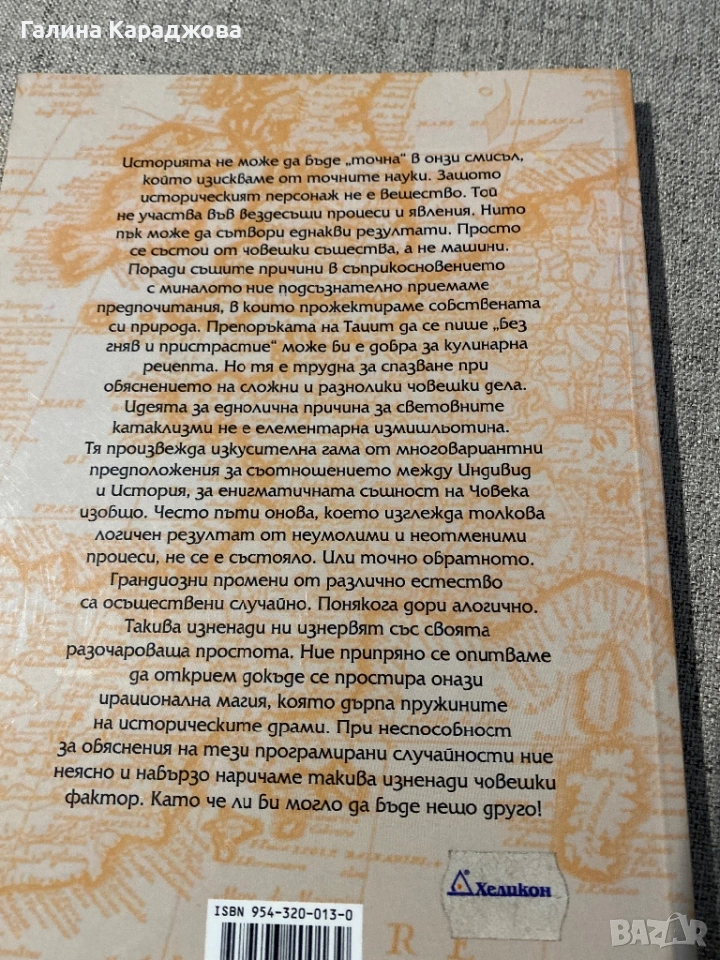 Галина Караджова
Историята не може да бъде „точна“ в онзи смисъл,
който изискваме от точните науки. Защото
историческият персонаж не е вещество. Той
не участва във вездесъщи процеси и явления. Нито
пък може да сътвори еднакви резултати. Просто
се състои от човешки същества, а не машини.
Поради същите причини в съприкосновението
с миналото ние подсъзнателно приемаме
предпочитания, в които прожектираме собствената
си природа. Препоръката на Тацит да се пише „без
гняв и пристрастие“ може би е добра за кулинарна
рецепта. Но тя е трудна за спазване при
обяснението на сложни и разнолики човешки дела.
Идеята за еднолична причина за световните
катаклизми не е елементарна измишльотина.
Тя произвежда изкусителна гама от многовариантни
предположения за съотношението между Индивид
и История, за енигматичната същност на Човека
изобщо. Често пъти онова, което изглежда толкова
логичен резултат от неумолими и неотменими
процеси, не се е състояло. Или точно обратното.
Грандиозни промени от различно естество
са осъществени случайно. Понякога дори алогично.
Такива изненади ни изнервят със своята
разочароваща простота. Ние припряно се опитваме
да открием докъде се простира онази
ирационална магия, която дърпа пружините
на историческите драми. При неспособност
за обяснения на тези програмирани случайности ние
неясно и набързо наричаме такива изненади човешки
фактор. Като че ли би могло да бъде нещо друго!
Хеликон
ISBN 954-320-013-0
BAZAR